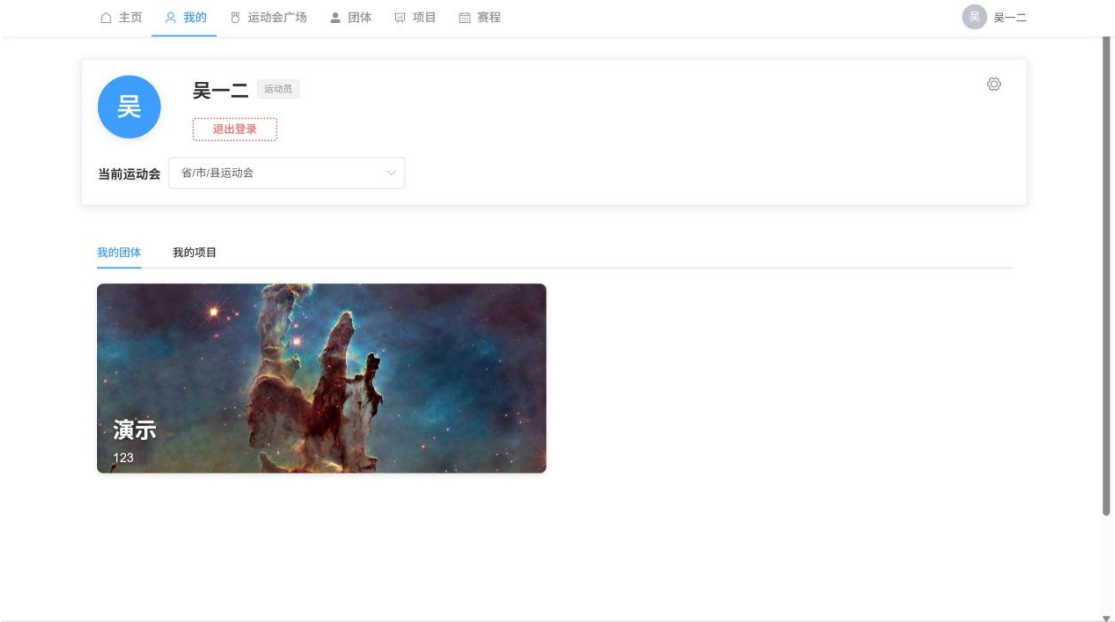 主页 我的 运动会广场 团体 项目 赛程 吴 吴一二
吴 吴一二 运动员
退出登录
当前运动会 省/市/县运动会
我的团体 我的项目
演示
123